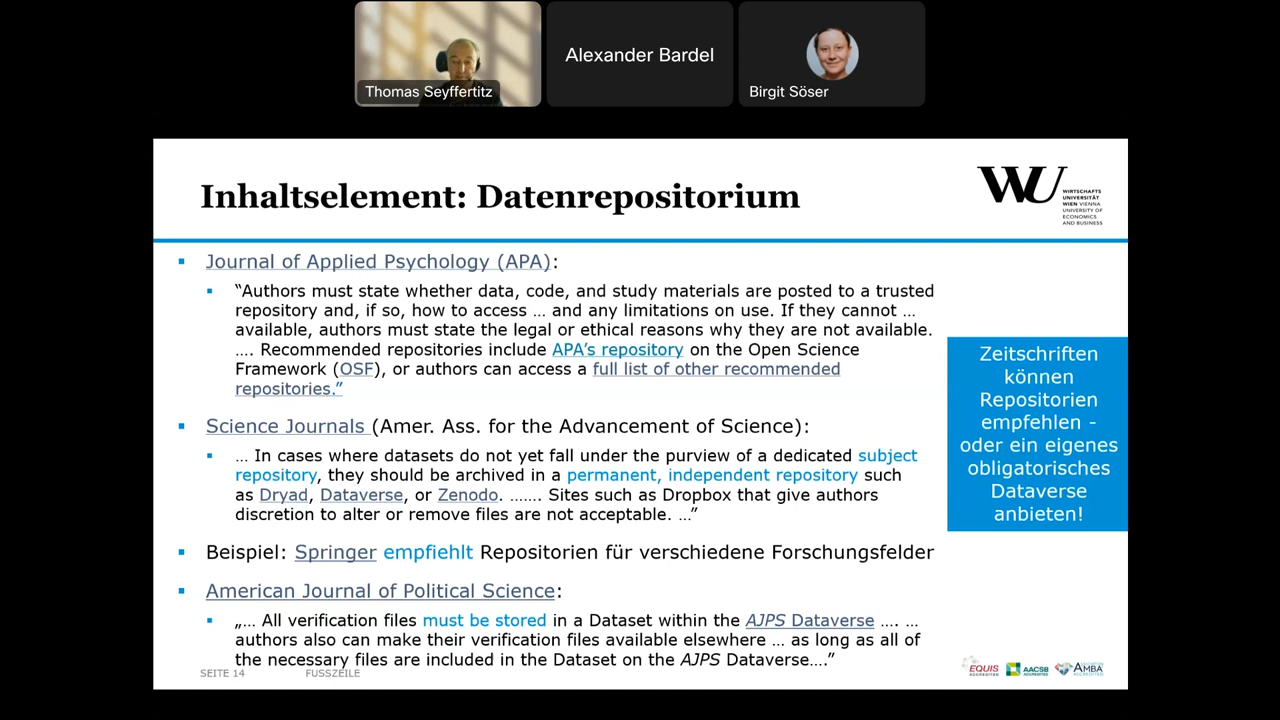 Thomas Seyffertitz
Alexander Bardel
Birgit Söser
Inhaltselement: Datenrepositorium
WU
WIRTSCHAFTS
UNIVERSITÄT
WIEN VIENNA
UNIVERSITY OF
ECONOMICS
AND BUSINESS
Journal of Applied Psychology (APA):
“Authors must state whether data, code, and study materials are posted to a trusted
repository and, if so, how to access … and any limitations on use. If they cannot …
available, authors must state the legal or ethical reasons why they are not available.
…. Recommended repositories include APA’s repository on the Open Science
Framework (OSF), or authors can access a full list of other recommended
repositories.”
Science Journals (Amer. Ass. for the Advancement of Science):
… In cases where datasets do not yet fall under the purview of a dedicated subject
repository, they should be archived in a permanent, independent repository such
as Dryad, Dataverse, or Zenodo. ……. Sites such as Dropbox that give authors
discretion to alter or remove files are not acceptable. …”
Beispiel: Springer empfiehlt Repositorien für verschiedene Forschungsfelder
American Journal of Political Science:
„… All verification files must be stored in a Dataset within the AJPS Dataverse …. …
authors also can make their verification files available elsewhere … as long as all of
the necessary files are included in the Dataset on the AJPS Dataverse….”
Zeitschriften
können
Repositorien
empfehlen -
oder ein eigenes
obligatorisches
Dataverse
anbieten!
SEITE 14
FUSSZEILE
EQUIS
ACCREDITED
AACSB
ACCREDITED
AMBA
ACCREDITED